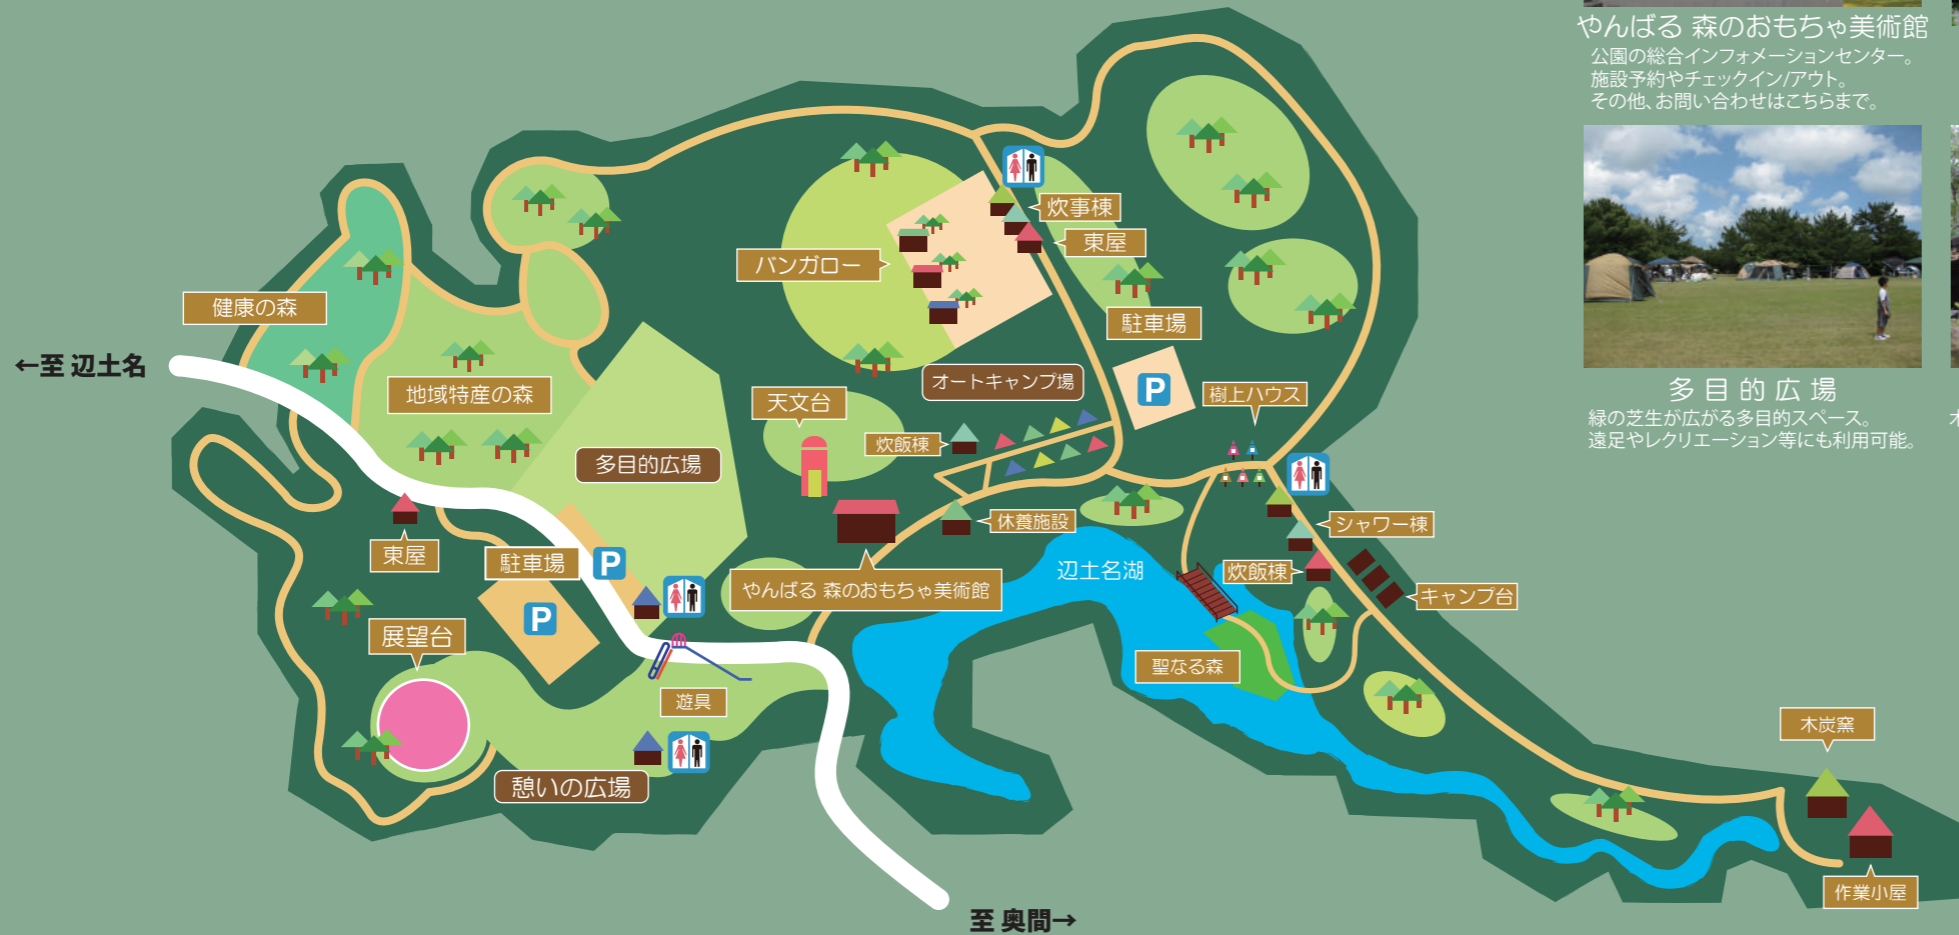 やんばる 森のおもちゃ美術館
公園の総合インフォメーションセンター。
施設予約やチェックイン/アウト。
その他、お問い合わせはこちらまで。
多目的広場
緑の芝生が広がる多目的スペース。
遠足やレクリエーション等にも利用可能。
炊事棟
東屋
バンガロー
健康の森
駐車場
P
←至 辺土名
地域特産の森
オートキャンプ場
樹上ハウス
天文台
炊飯棟
多目的広場
休養施設
シャワー棟
東屋
駐車場
P
P
やんばる 森のおもちゃ美術館
辺土名湖
炊飯棟
キャンプ台
展望台
聖なる森
遊具
憩いの広場
木炭窯
作業小屋
至 奥間→